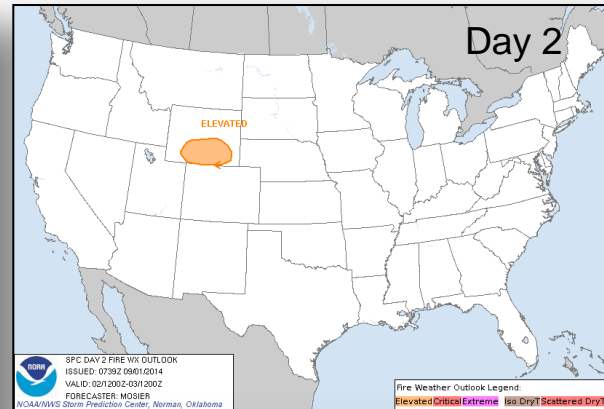 Day 2
ELEVATED
NOAA
SPC DAY 2 FIRE WX OUTLOOK
ISSUED: 0739Z 09/01/2014
VALID: 02/1200Z-03/1200Z
FORECASTER: MOSIER
NOAA/NWS Storm Prediction Center, Norman, Oklahoma
Fire Weather Outlook Legend:
Elevated Critical Extreme Iso DryT Scattered DryT